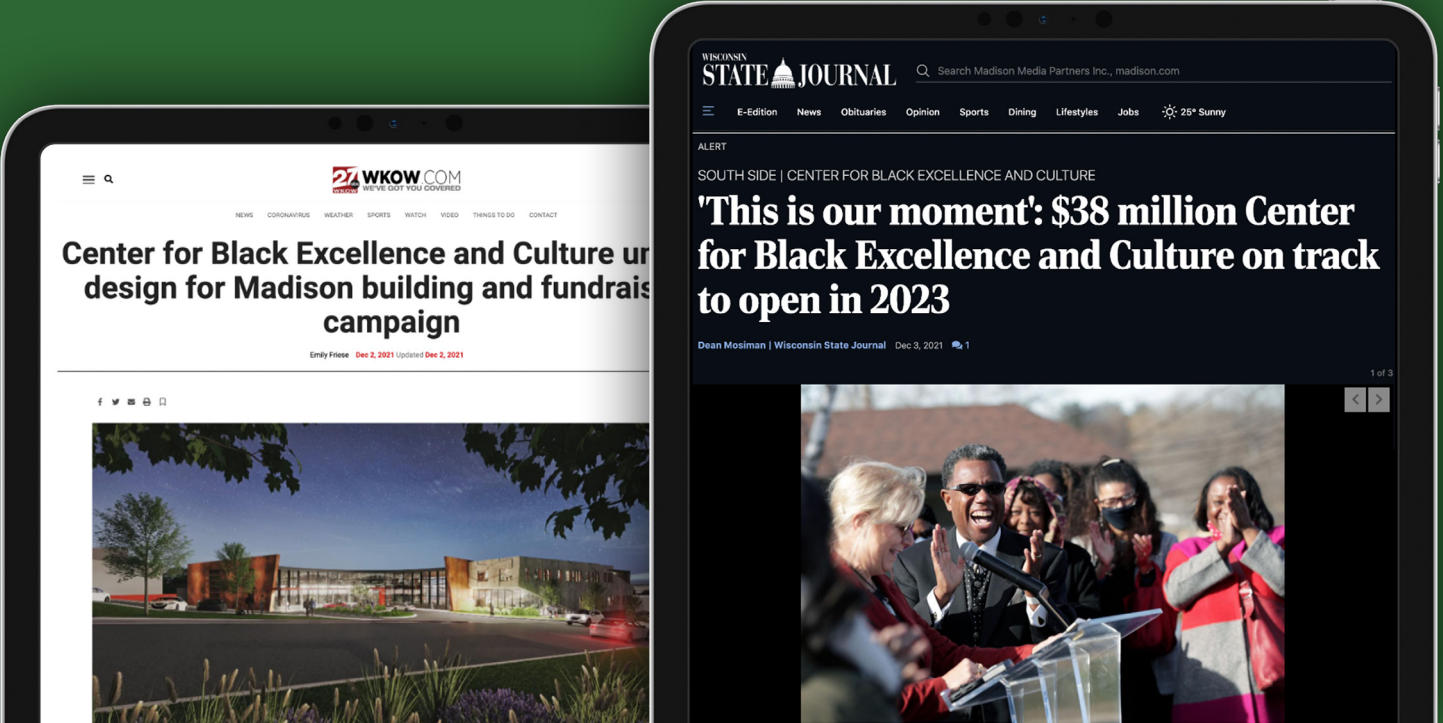 27 WKOW.COM
WKOW
WE'VE GOT YOU COVERED
NEWS CORONAVIRUS WEATHER SPORTS WATCH VIDEO THINGS TO DO CONTACT
Center for Black Excellence and Culture
design for Madison building and
campaign
Emily Friese Dec 2, 2021 Updated Dec 2, 2021
WISCONSIN
STATE JOURNAL
Search Madison Media Partners Inc., madison.com
E-Edition News Obituaries Opinion Sports Dining Lifestyles Jobs 25° Sunny
ALERT
SOUTH SIDE | CENTER FOR BLACK EXCELLENCE AND CULTURE
'This is our moment': $38 million Center
for Black Excellence and Culture on track
to open in 2023
Dean Mosiman | Wisconsin State Journal Dec 3, 2021 1
1 of 3